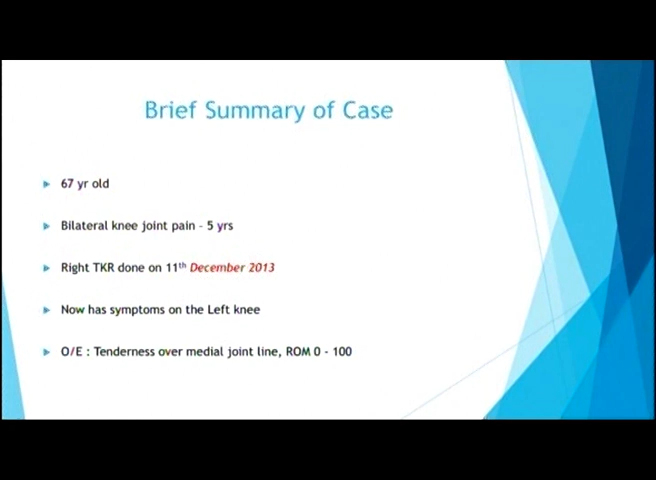 Brief Summary of Case
67 yr old
Bilateral knee joint pain - 5 yrs
Right TKR done on 11th December 2013
Now has symptoms on the Left knee
O/E : Tenderness over medial joint line, ROM 0 - 100